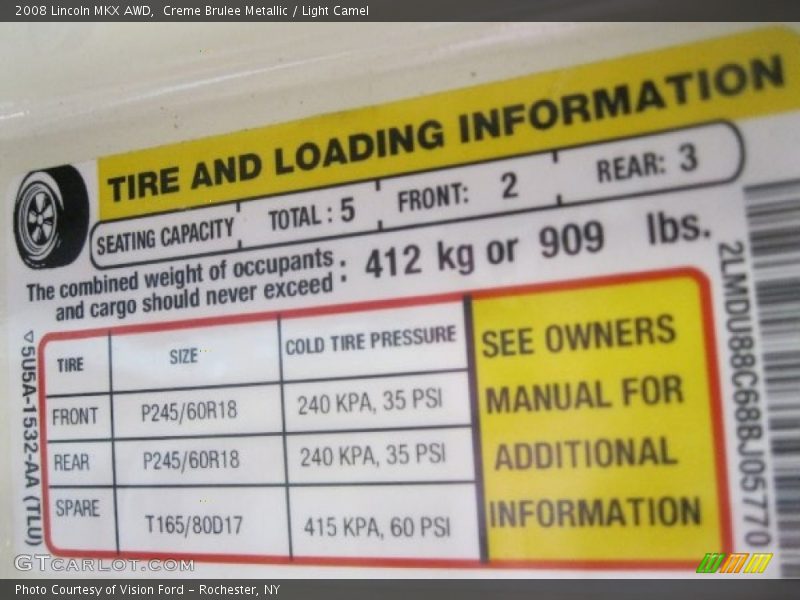 2008 Lincoln MKX AWD, Creme Brulee Metallic / Light Camel
TIRE AND LOADING INFORMATION
SEATING CAPACITY TOTAL : 5 FRONT: 2 REAR: 3
The combined weight of occupants
and cargo should never exceed : 412 kg or 909 lbs.
TIRE SIZE COLD TIRE PRESSURE
FRONT P245/60R18 240 KPA, 35 PSI
REAR P245/60R18 240 KPA, 35 PSI
SPARE T165/80D17 415 KPA, 60 PSI
SEE OWNERS
MANUAL FOR
ADDITIONAL
INFORMATION
5U5A-1532-AA (TLU)
2LMDU88C68BJ05770
GTCARLOT.COM
Photo Courtesy of Vision Ford - Rochester, NY